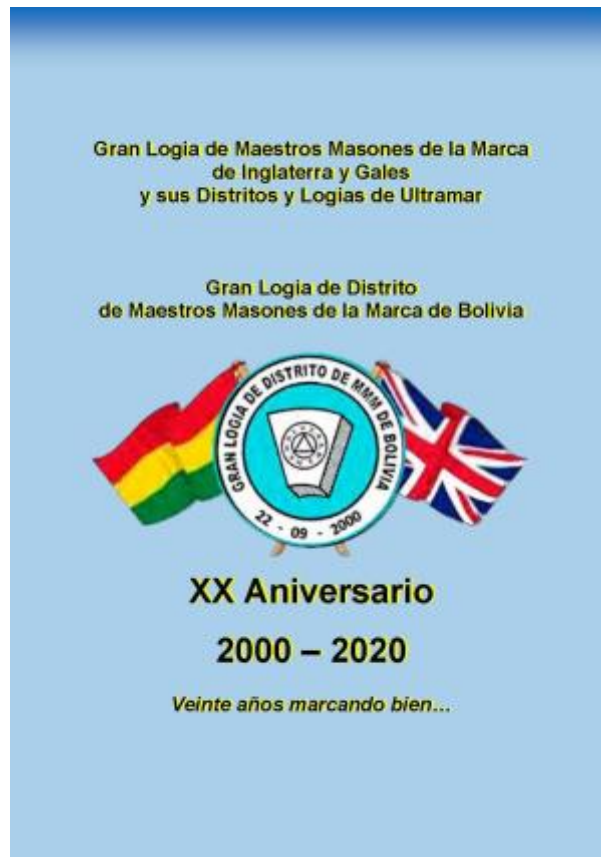 Gran Logia de Maestros Masones de la Marca
de Inglaterra y Gales
y sus Distritos y Logias de Ultramar
Gran Logia de Distrito
de Maestros Masones de la Marca de Bolivia
GRAN LOGIA DE DISTRITO DE MMM DE BOLIVIA
22 - 09 - 2000
XX Aniversario
2000 – 2020
Veinte años marcando bien...